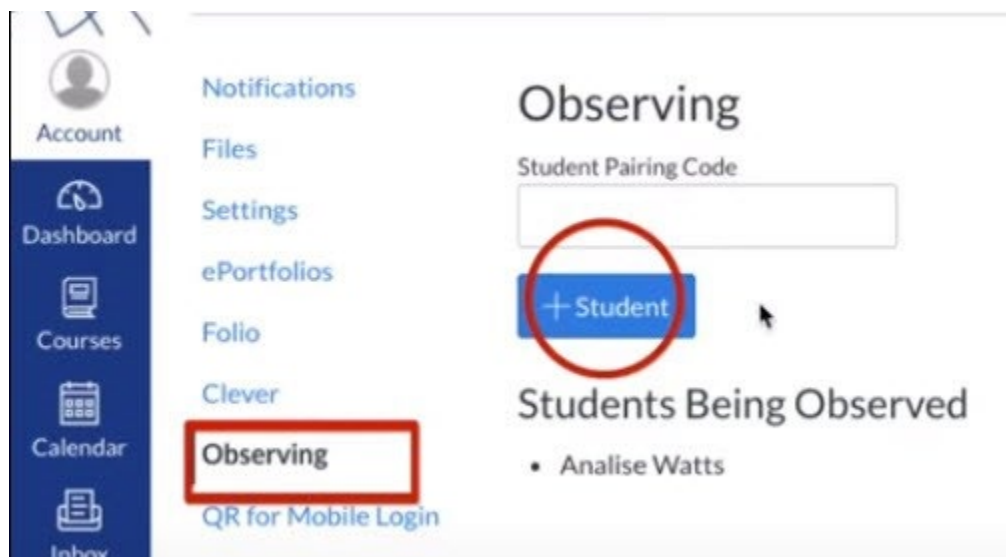 Account
Dashboard
Courses
Calendar
Inbox
Notifications
Files
Settings
ePortfolios
Folio
Clever
Observing
QR for Mobile Login
Observing
Student Pairing Code
+ Student
Students Being Observed
• Analise Watts